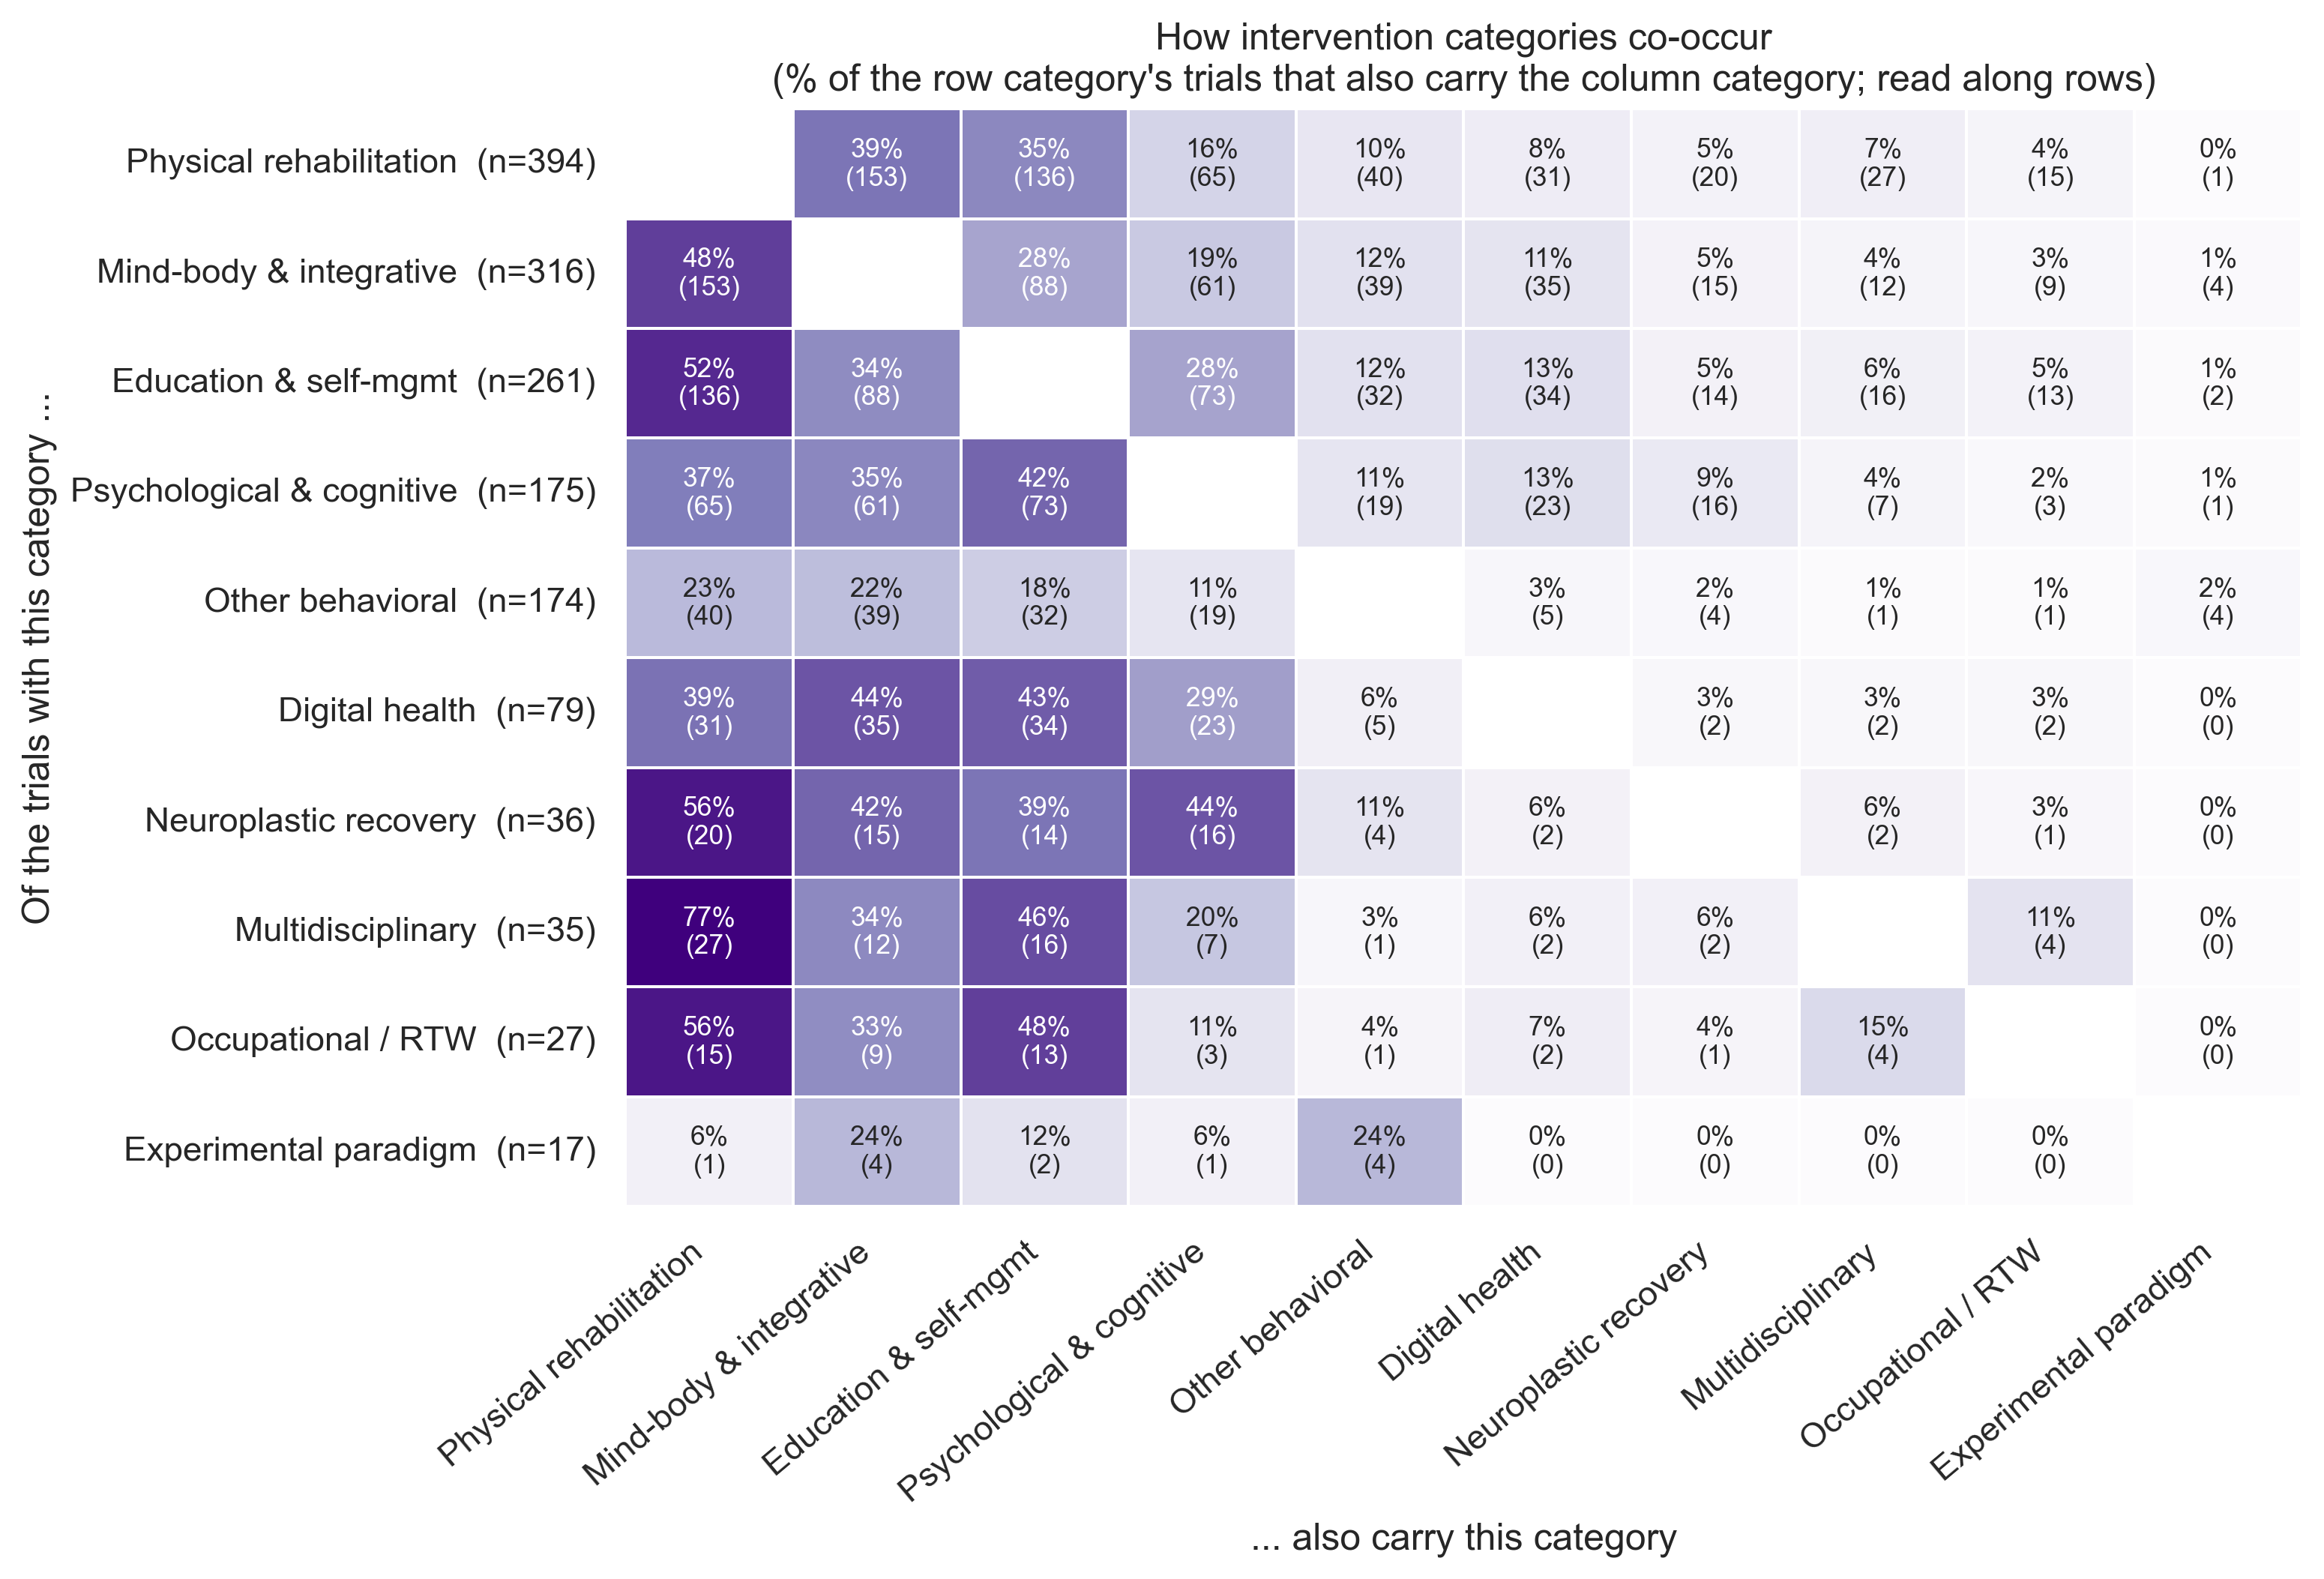 How intervention categories co-occur
(% of the row category's trials that also carry the column category; read along rows)
Of the trials with this category ...
Physical rehabilitation (n=394)
39% 35% 16% 10% 8% 5% 7% 4% 0%
(153) (136) (65) (40) (31) (20) (27) (15) (1)
Mind-body & integrative (n=316)
48% 28% 19% 12% 11% 5% 4% 3% 1%
(153) (88) (61) (39) (35) (15) (12) (9) (4)
Education & self-mgmt (n=261)
52% 34% 28% 12% 13% 5% 6% 5% 1%
(136) (88) (73) (32) (34) (14) (16) (13) (2)
Psychological & cognitive (n=175)
37% 35% 42% 11% 13% 9% 4% 2% 1%
(65) (61) (73) (19) (23) (16) (7) (3) (1)
Other behavioral (n=174)
23% 22% 18% 11% 3% 2% 1% 1% 2%
(40) (39) (32) (19) (5) (4) (1) (1) (4)
Digital health (n=79)
39% 44% 43% 29% 6% 3% 3% 3% 0%
(31) (35) (34) (23) (5) (2) (2) (2) (0)
Neuroplastic recovery (n=36)
56% 42% 39% 44% 11% 6% 6% 3% 0%
(20) (15) (14) (16) (4) (2) (2) (1) (0)
Multidisciplinary (n=35)
77% 34% 46% 20% 3% 6% 6% 11% 0%
(27) (12) (16) (7) (1) (2) (2) (4) (0)
Occupational / RTW (n=27)
56% 33% 48% 11% 4% 7% 4% 15% 0%
(15) (9) (13) (3) (1) (2) (1) (4) (0)
Experimental paradigm (n=17)
6% 24% 12% 6% 24% 0% 0% 0% 0%
(1) (4) (2) (1) (4) (0) (0) (0) (0)
Physical rehabilitation
Mind-body & integrative
Education & self-mgmt
Psychological & cognitive
Other behavioral
Digital health
Neuroplastic recovery
Multidisciplinary
Occupational / RTW
Experimental paradigm
... also carry this category